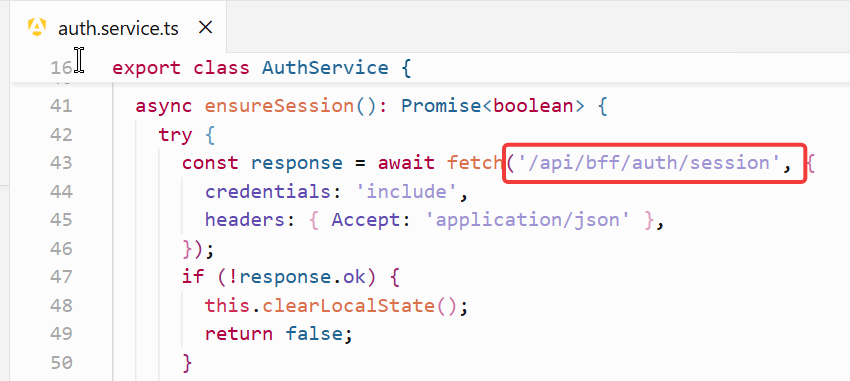 auth.service.ts
16 export class AuthService {
41 async ensureSession(): Promise<boolean> {
42 try {
43 const response = await fetch('/api/bff/auth/session', {
44 credentials: 'include',
45 headers: { Accept: 'application/json' },
46 });
47 if (!response.ok) {
48 this.clearLocalState();
49 return false;
50 }